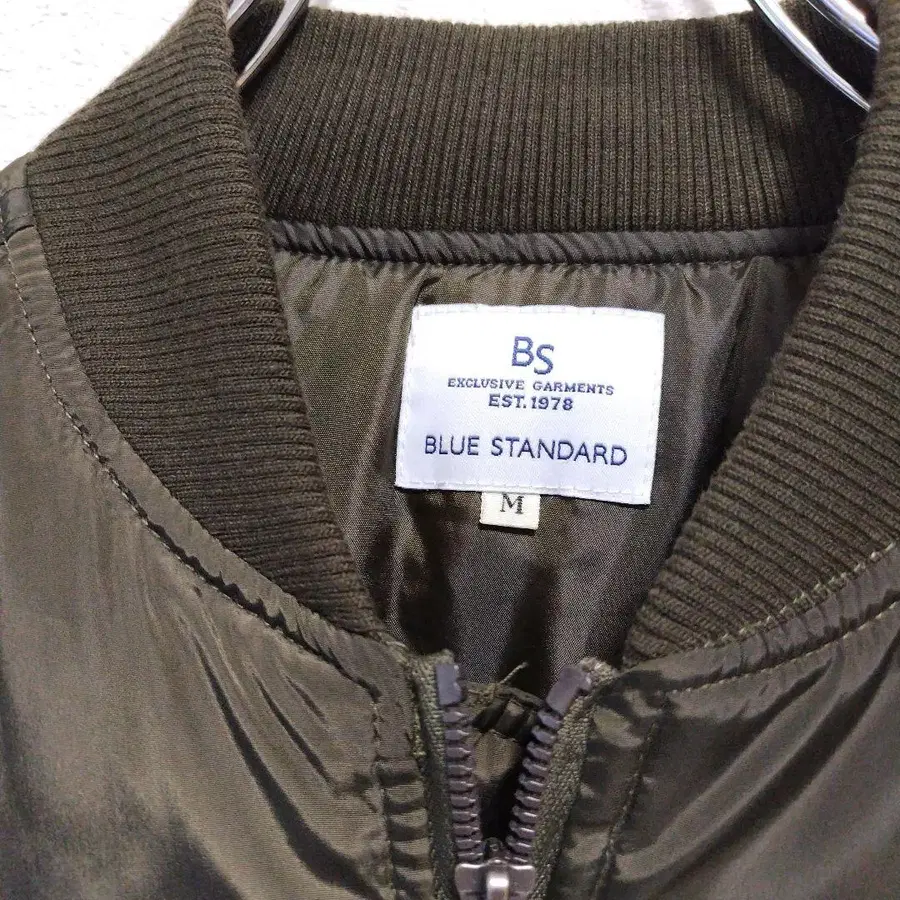 BS
EXCLUSIVE GARMENTS
EST. 1978
BLUE STANDARD
M